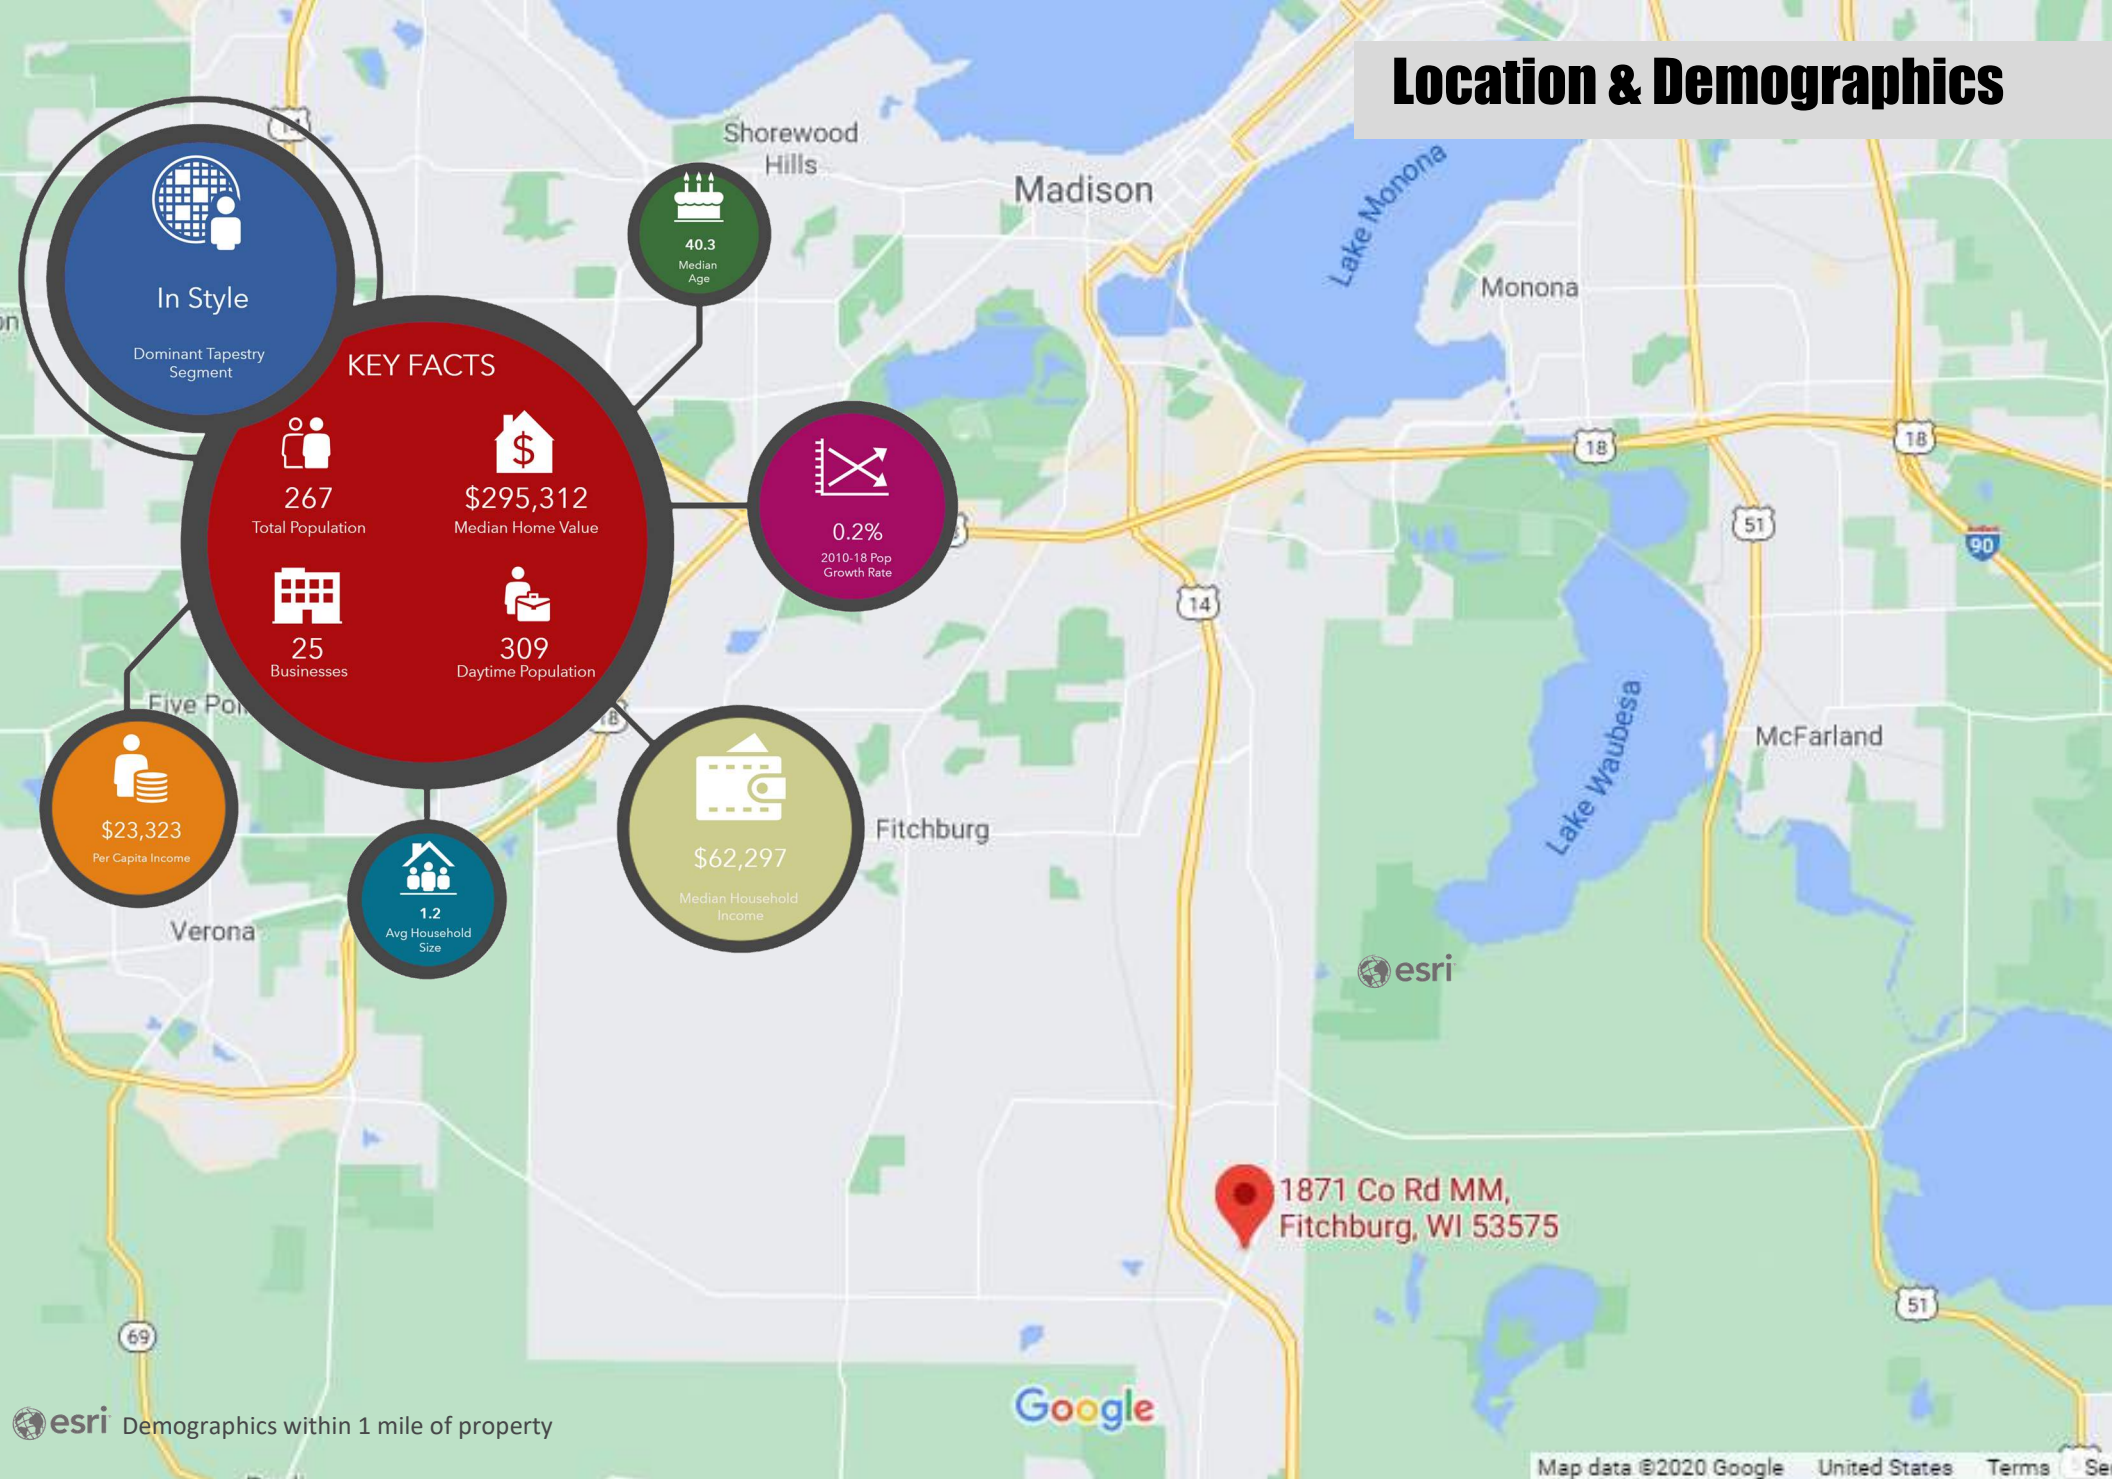 Location & Demographics
In Style
Dominant Tapestry
Segment
KEY FACTS
267
Total Population
$295,312
Median Home Value
25
Businesses
309
Daytime Population
40.3
Median
Age
0.2%
2010-18 Pop
Growth Rate
$23,323
Per Capita Income
1.2
Avg Household
Size
$62,297
Median Household
Income
14
Shorewood
Hills
Madison
Lake Monona
Monona
18
18
51
90
14
Five
18
McFarland
Lake Waubesa
Fitchburg
Verona
esri
1871 Co Rd MM,
Fitchburg, WI 53575
51
69
Google
esri Demographics within 1 mile of property
Map data ©2020 Google United States Terms